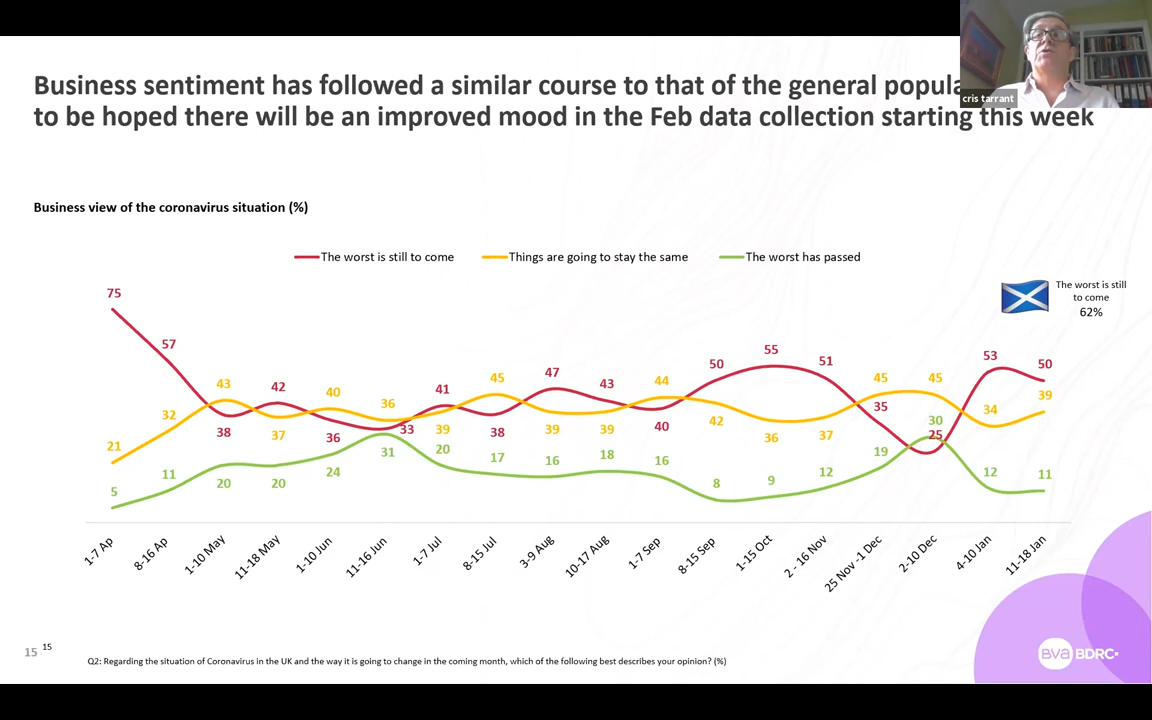 Business sentiment has followed a similar course to that of the general popula
to be hoped there will be an improved mood in the Feb data collection starting this week
cris tarrant
Business view of the coronavirus situation (%)
The worst is still to come
Things are going to stay the same
The worst has passed
The worst is still
to come
62%
75 57 38 42 36 33 41 38 47 43 40 50 55 51 35 25 53 50
21 32 43 37 40 36 39 45 39 39 44 42 36 37 45 45 34 39
5 11 20 20 24 31 20 17 16 18 16 8 9 12 19 30 12 11
1-7 Ap
8-16 Ap
1-10 May
11-18 May
1-10 Jun
11-16 Jun
1-7 Jul
8-15 Jul
3-9 Aug
10-17 Aug
1-7 Sep
8-15 Sep
1-15 Oct
2 - 16 Nov
25 Nov -1 Dec
2-10 Dec
4-10 Jan
11-18 Jan
15 15
Q2: Regarding the situation of Coronavirus in the UK and the way it is going to change in the coming month, which of the following best describes your opinion? (%)
BVA BDRC